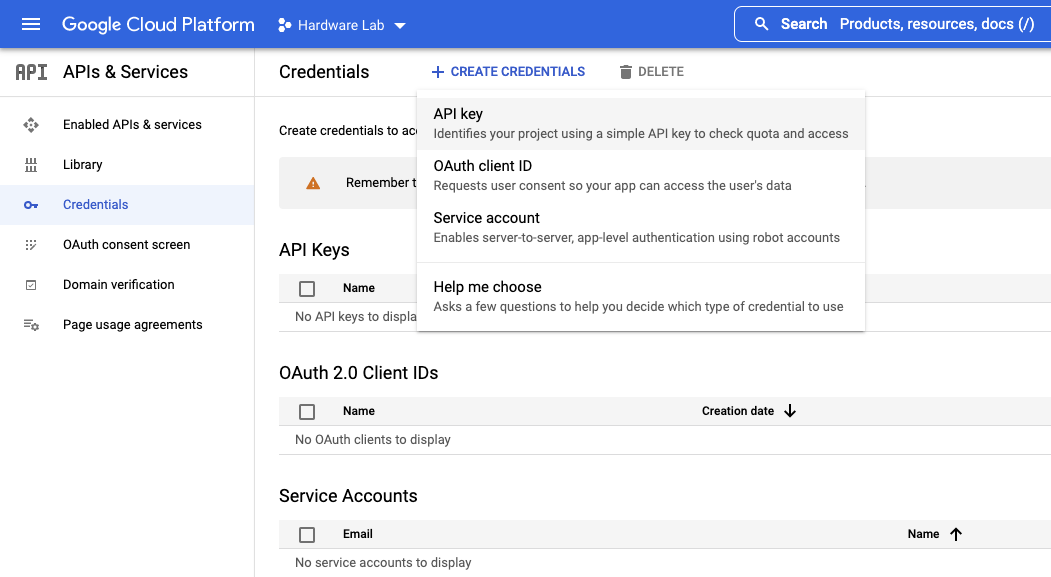 Google Cloud Platform
Hardware Lab
Search Products, resources, docs (/)
API APIs & Services
Credentials
CREATE CREDENTIALS
DELETE
Enabled APIs & services
Library
Credentials
OAuth consent screen
Domain verification
Page usage agreements
Create credentials to
Remember
API key
Identifies your project using a simple API key to check quota and access
OAuth client ID
Requests user consent so your app can access the user's data
Service account
Enables server-to-server, app-level authentication using robot accounts
Help me choose
Asks a few questions to help you decide which type of credential to use
API Keys
Name
No API keys to
OAuth 2.0 Client IDs
Name Creation date
No OAuth clients to display
Service Accounts
Email Name
No service accounts to display